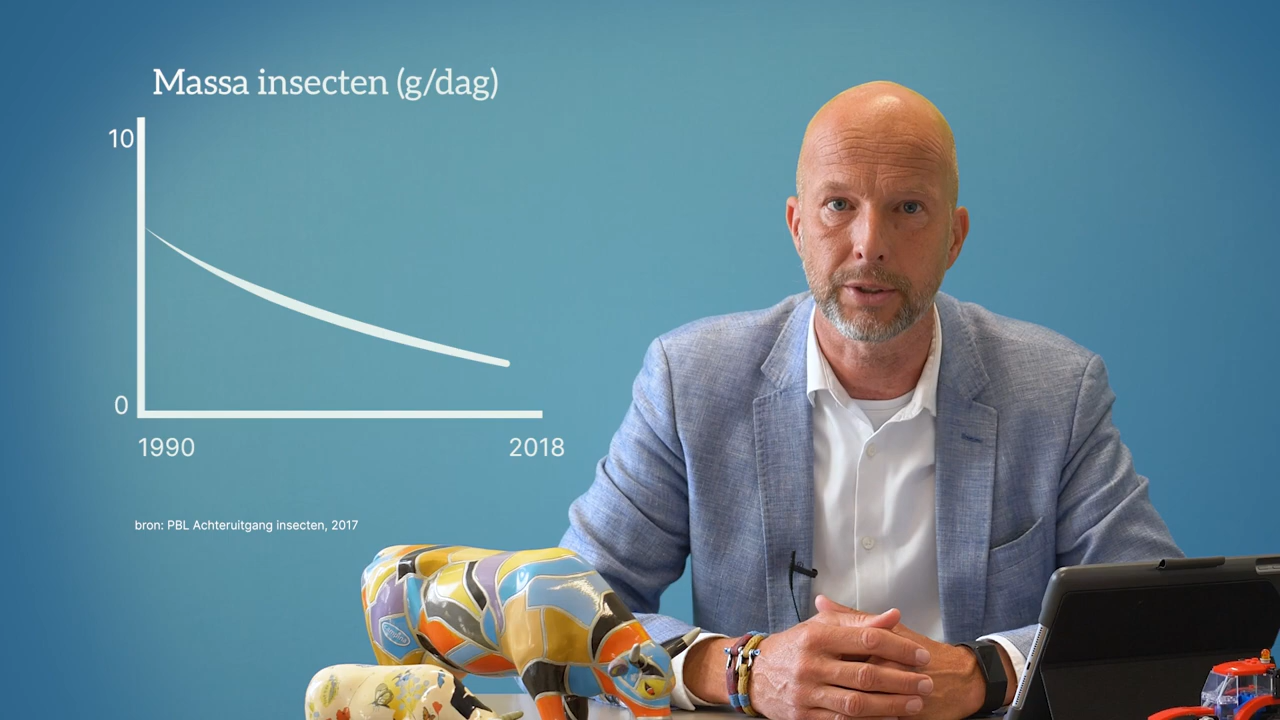 Massa insecten (g/dag)
10
0
1990
2018
bron: PBL Achteruitgang insecten, 2017